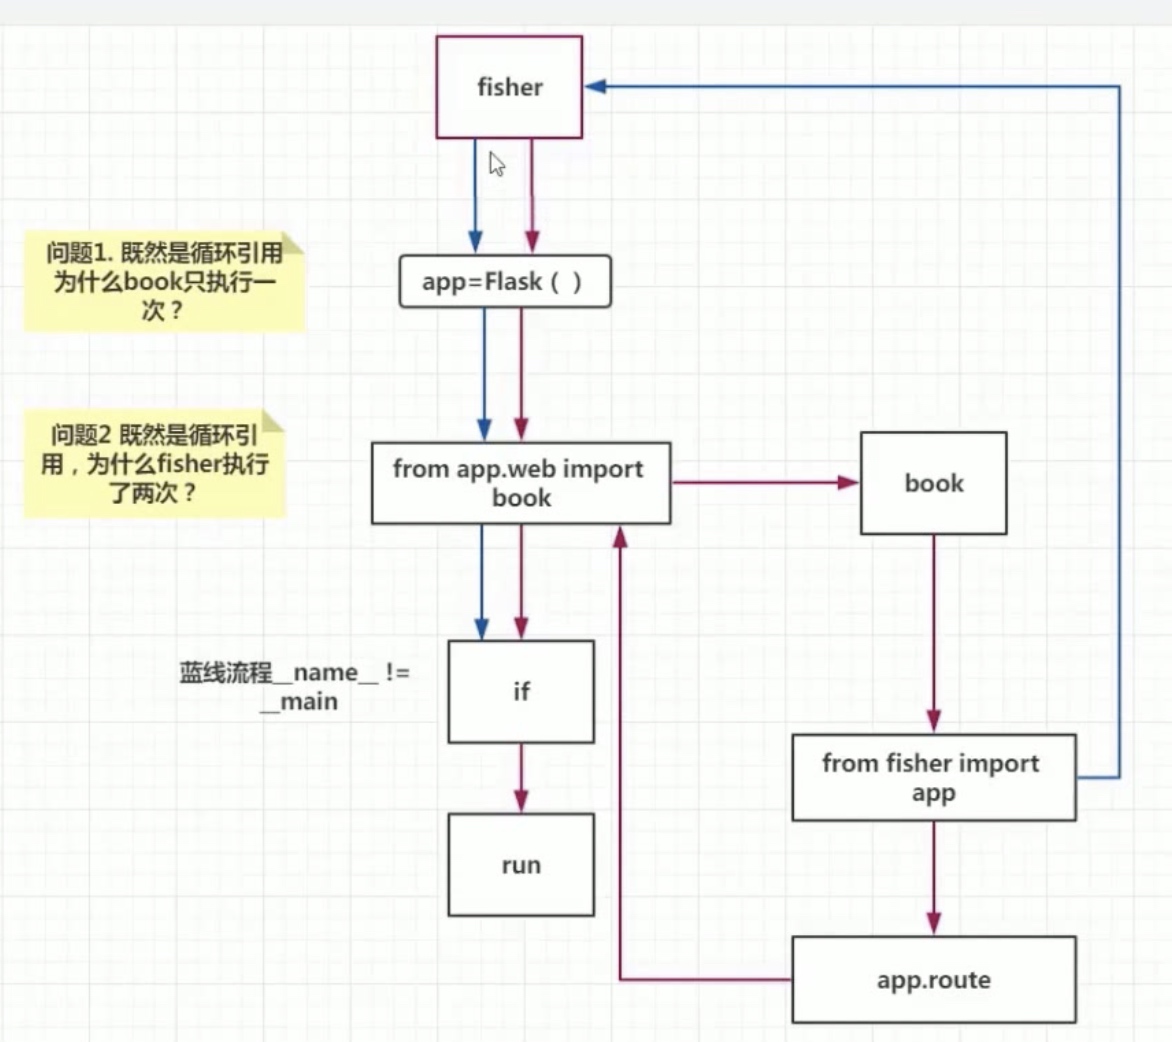 fisher
问题1. 既然是循环引用
为什么book只执行一
次？
app=Flask ( )
问题2 既然是循环引
用，为什么fisher执行
了两次？
from app.web import
book
book
蓝线流程__name__ !=
__main
if
from fisher import
app
run
app.route